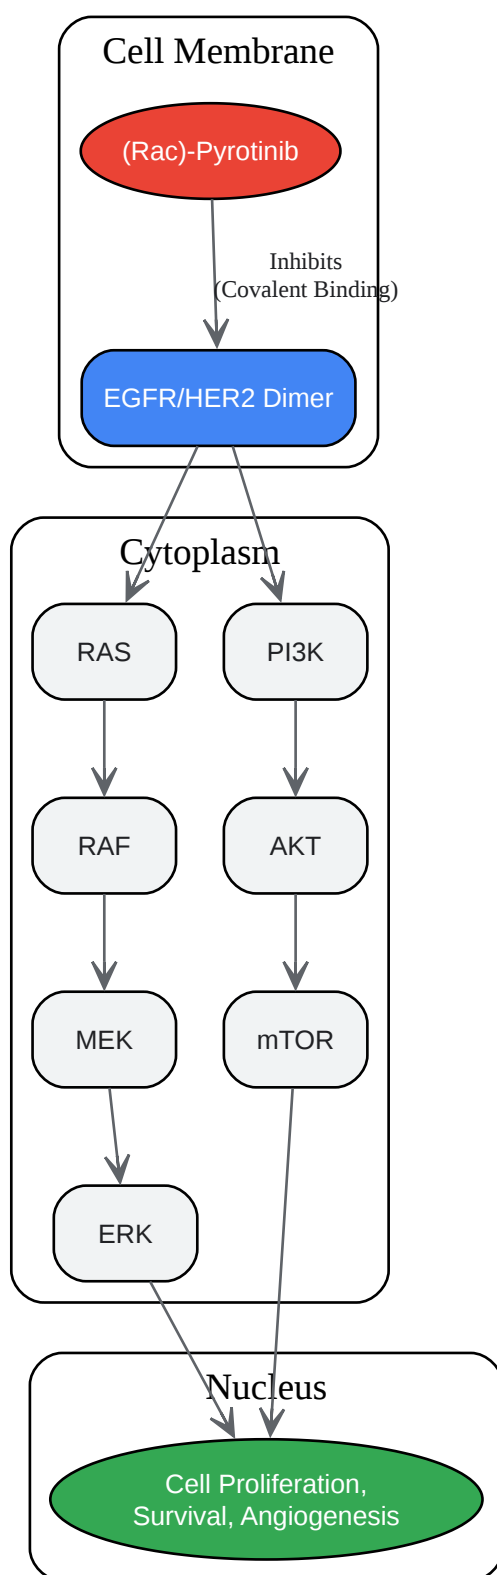 Cell Membrane
(Rac)-Pyrotinib
Inhibits
(Covalent Binding)
EGFR/HER2 Dimer
Cytoplasm
RAS
PI3K
RAF
AKT
MEK
mTOR
ERK
Nucleus
Cell Proliferation,
Survival, Angiogenesis